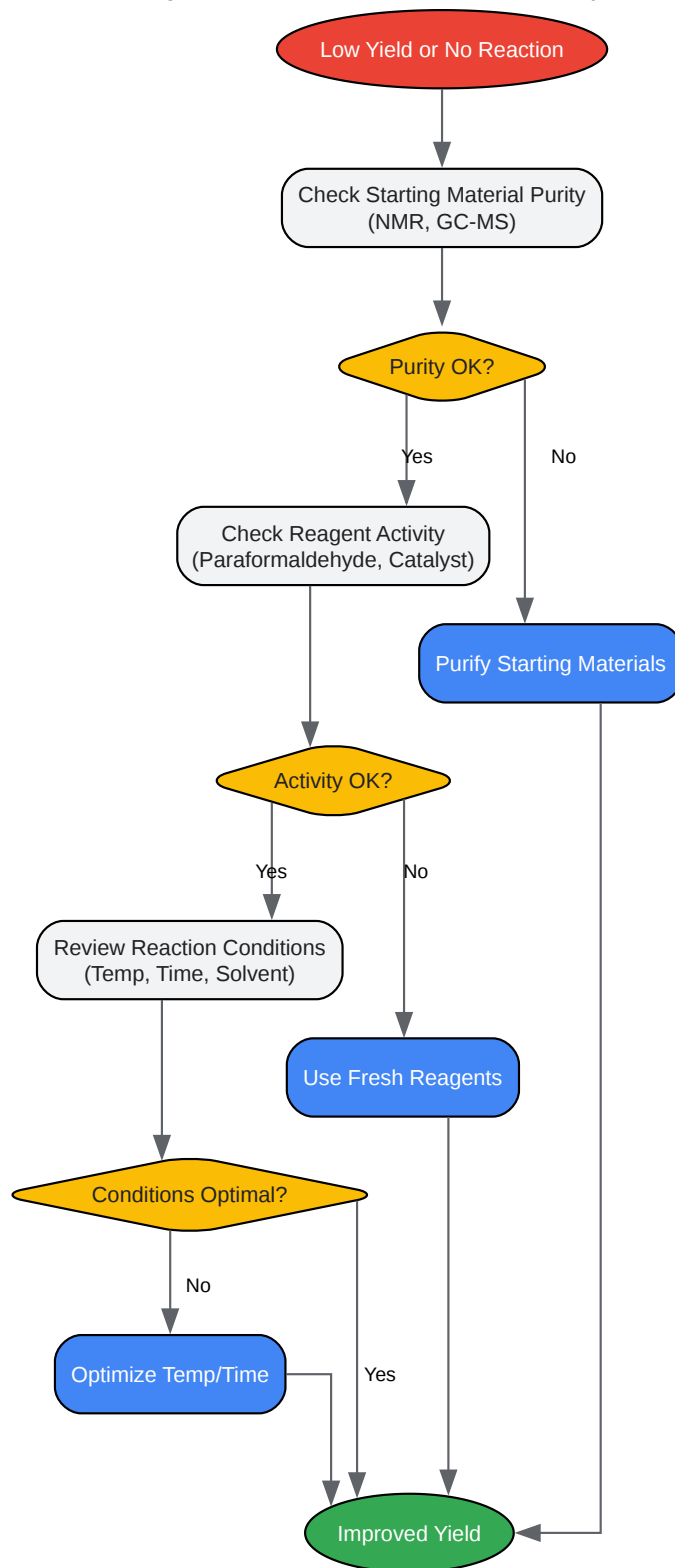 Low Yield or No Reaction
Check Starting Material Purity
(NMR, GC-MS)
Purity OK?
Yes
No
Check Reagent Activity
(Paraformaldehyde, Catalyst)
Purify Starting Materials
Activity OK?
Yes
No
Review Reaction Conditions
(Temp, Time, Solvent)
Use Fresh Reagents
Conditions Optimal?
No
Optimize Temp/Time
Yes
Improved Yield